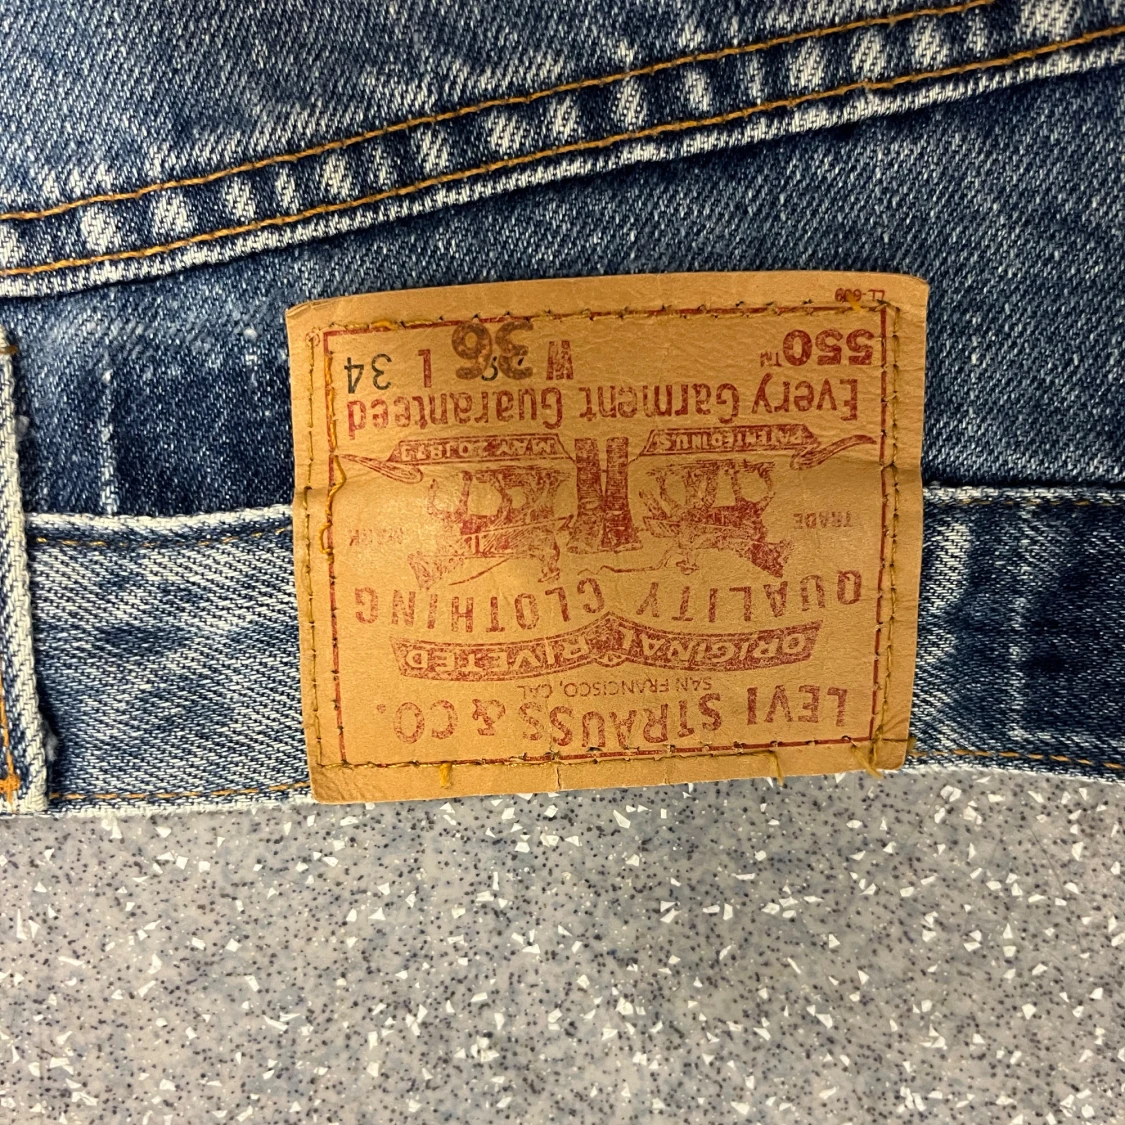 LEVI STRAUSS & CO.
SAN FRANCISCO, CAL.
ORIGINAL RIVETED
QUALITY CLOTHING
TRADE MARK
PATENTED IN U.S. MAY 20 1873
Every Garment Guaranteed
550™ W 36 L 34